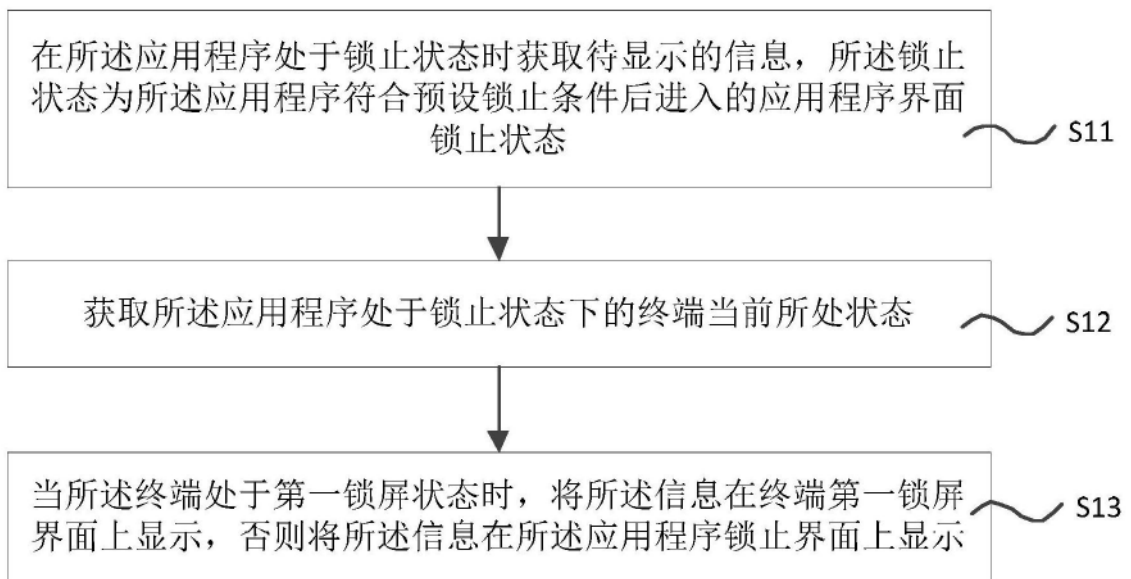 在所述应用程序处于锁止状态时获取待显示的信息，所述锁止
状态为所述应用程序符合预设锁止条件后进入的应用程序界面
锁止状态
S11
获取所述应用程序处于锁止状态下的终端当前所处状态
S12
当所述终端处于第一锁屏状态时，将所述信息在终端第一锁屏
界面上显示，否则将所述信息在所述应用程序锁止界面上显示
S13